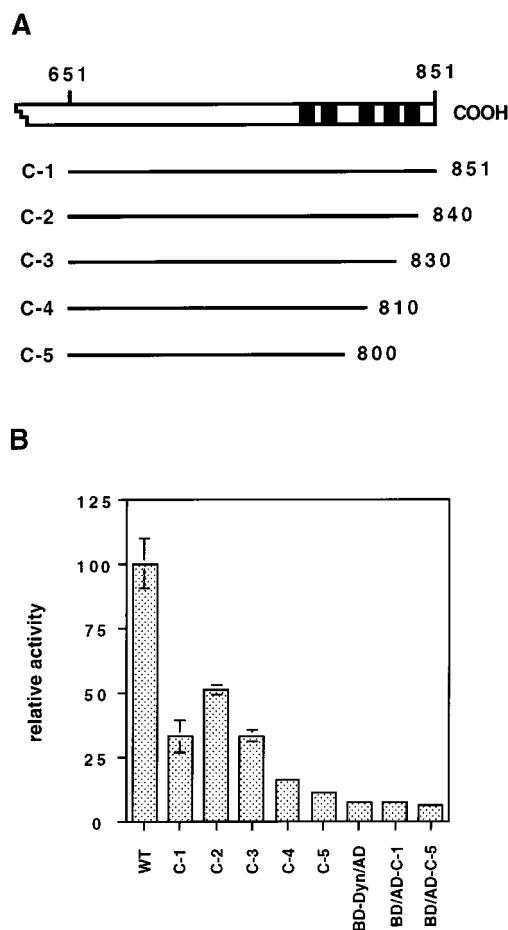 A
651 851
COOH
C-1 851
C-2 840
C-3 830
C-4 810
C-5 800
B
relative activity
125
100
75
50
25
0
WT
C-1
C-2
C-3
C-4
C-5
BD-Dyn/AD
BD/AD-C-1
BD/AD-C-5